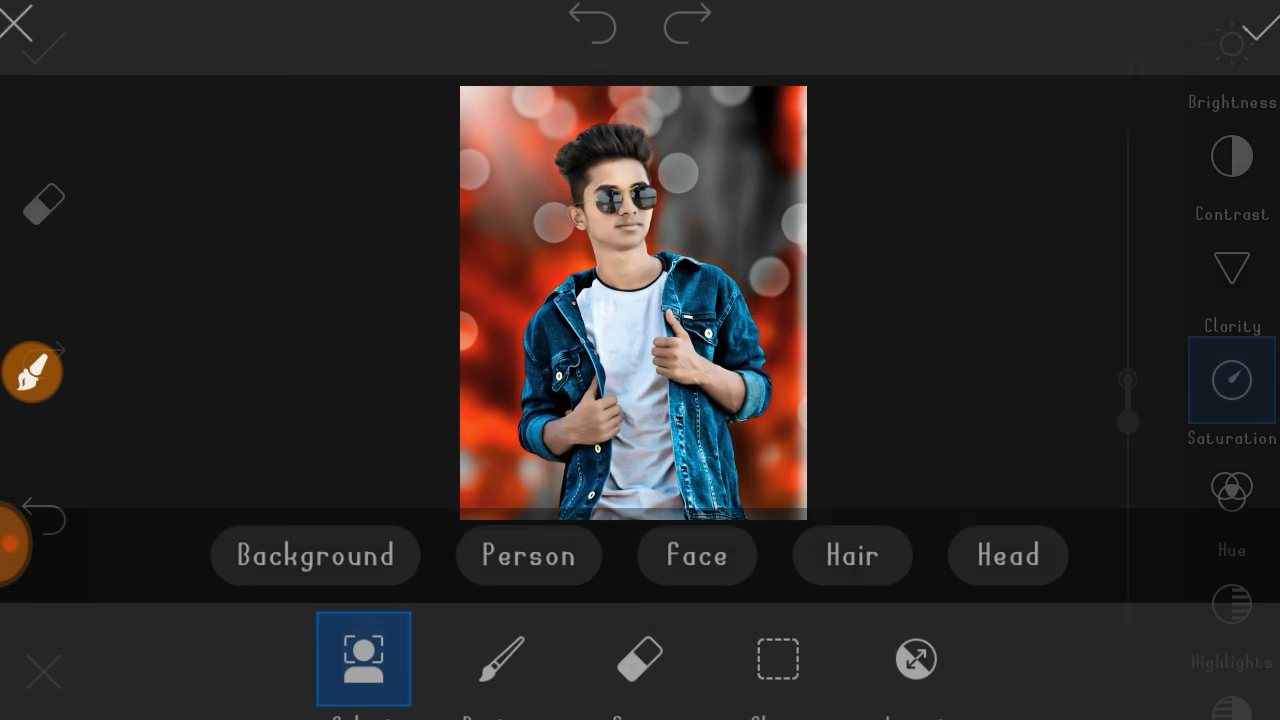 Brightness
Contrast
Clarity
Saturation
Hue
Highlights
Background
Person
Face
Hair
Head